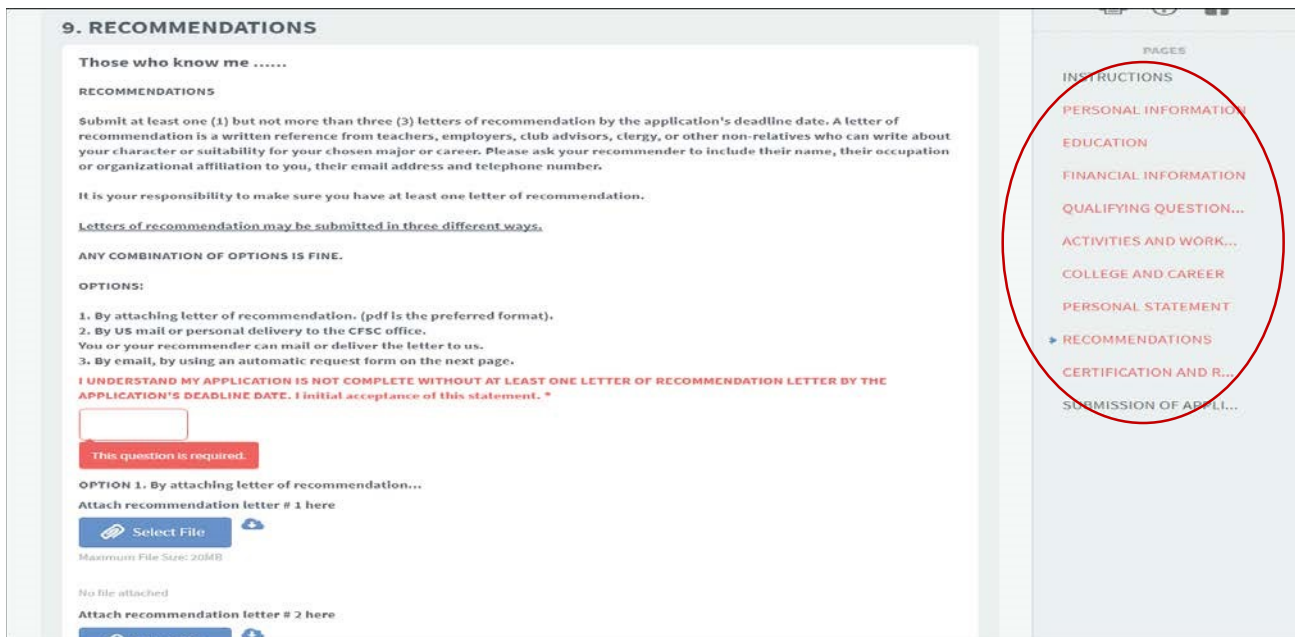 9. RECOMMENDATIONS
Those who know me ......
RECOMMENDATIONS
Submit at least one (1) but not more than three (3) letters of recommendation by the application's deadline date. A letter of
recommendation is a written reference from teachers, employers, club advisors, clergy, or other non-relatives who can write about
your character or suitability for your chosen major or career. Please ask your recommender to include their name, their occupation
or organizational affiliation to you, their email address and telephone number.
It is your responsibility to make sure you have at least one letter of recommendation.
Letters of recommendation may be submitted in three different ways.
ANY COMBINATION OF OPTIONS IS FINE.
OPTIONS:
1. By attaching letter of recommendation. (pdf is the preferred format).
2. By US mail or personal delivery to the CFSC office.
You or your recommender can mail or deliver the letter to us.
3. By email, by using an automatic request form on the next page.
I UNDERSTAND MY APPLICATION IS NOT COMPLETE WITHOUT AT LEAST ONE LETTER OF RECOMMENDATION LETTER BY THE
APPLICATION'S DEADLINE DATE. I initial acceptance of this statement. *
This question is required.
OPTION 1. By attaching letter of recommendation...
Attach recommendation letter # 1 here
Select File
Maximum File Size: 20MB
No file attached
Attach recommendation letter # 2 here
PAGES
INSTRUCTIONS
PERSONAL INFORMATION
EDUCATION
FINANCIAL INFORMATION
QUALIFYING QUESTION...
ACTIVITIES AND WORK...
COLLEGE AND CAREER
PERSONAL STATEMENT
RECOMMENDATIONS
CERTIFICATION AND R...
SUBMISSION OF APPLI...